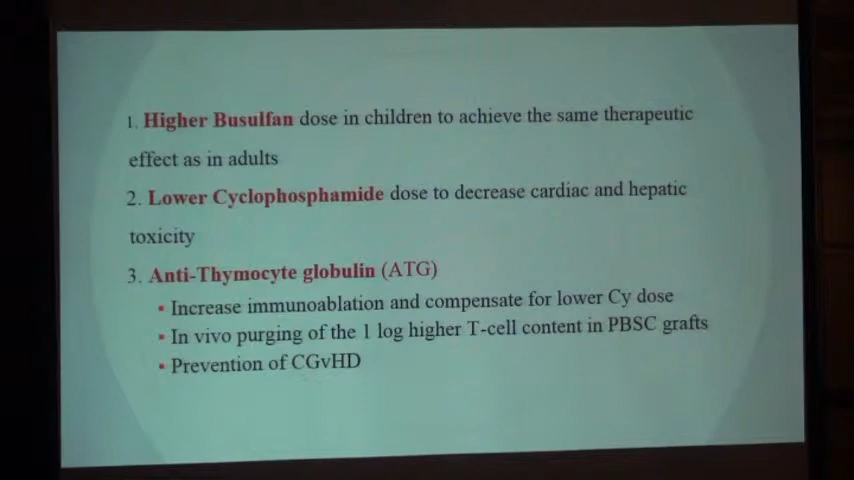 1. Higher Busulfan dose in children to achieve the same therapeutic
effect as in adults
2. Lower Cyclophosphamide dose to decrease cardiac and hepatic
toxicity
3. Anti-Thymocyte globulin (ATG)
▪ Increase immunoablation and compensate for lower Cy dose
▪ In vivo purging of the 1 log higher T-cell content in PBSC grafts
▪ Prevention of CGvHD